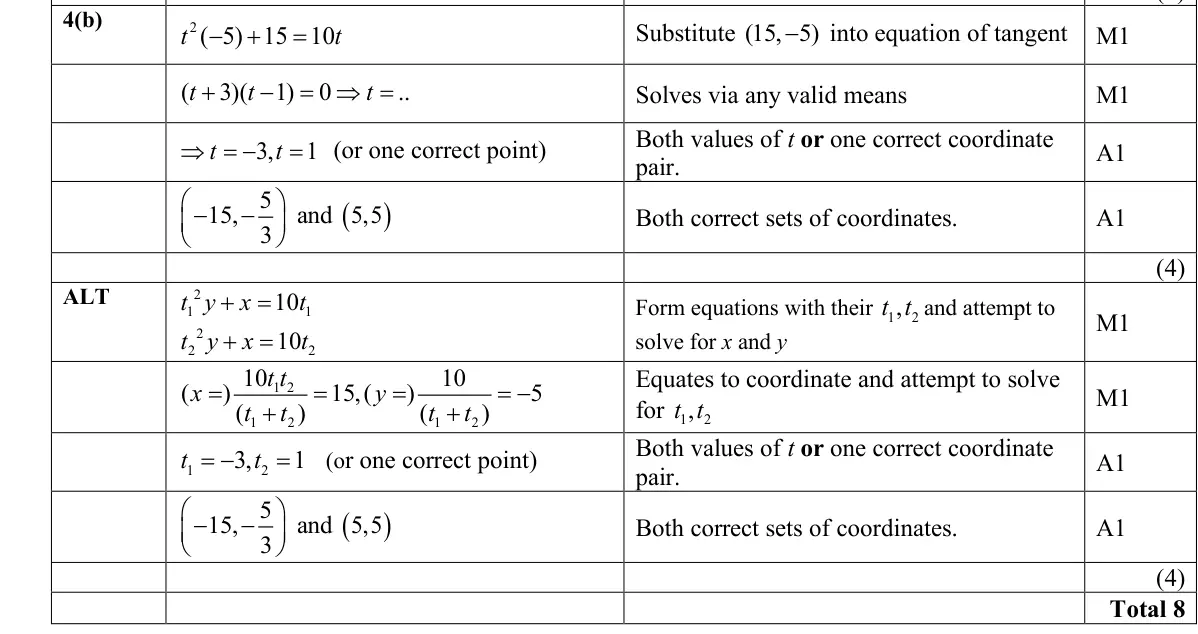 4(b) t²(−5)+15 = 10t Substitute (15, −5) into equation of tangent M1
(t + 3)(t − 1) = 0 ⇒ t = .. Solves via any valid means M1
⇒ t = −3, t = 1 (or one correct point) Both values of t or one correct coordinate pair. A1
(−15, −5/3) and (5,5) Both correct sets of coordinates. A1
(4)
ALT t₁²y + x = 10t₁
t₂²y + x = 10t₂ Form equations with their t₁, t₂ and attempt to solve for x and y M1
(x =) 10t₁t₂/(t₁ + t₂) = 15, (y =) 10/(t₁ + t₂) = −5 Equates to coordinate and attempt to solve for t₁, t₂ M1
t₁ = −3, t₂ = 1 (or one correct point) Both values of t or one correct coordinate pair. A1
(−15, −5/3) and (5,5) Both correct sets of coordinates. A1
(4)
Total 8